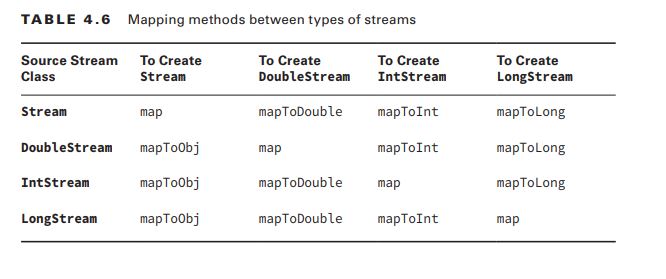 TABLE 4.6 Mapping methods between types of streams
Source Stream Class To Create Stream To Create DoubleStream To Create IntStream To Create LongStream
Stream map mapToDouble mapToInt mapToLong
DoubleStream mapToObj map mapToInt mapToLong
IntStream mapToObj mapToDouble map mapToLong
LongStream mapToObj mapToDouble mapToInt map